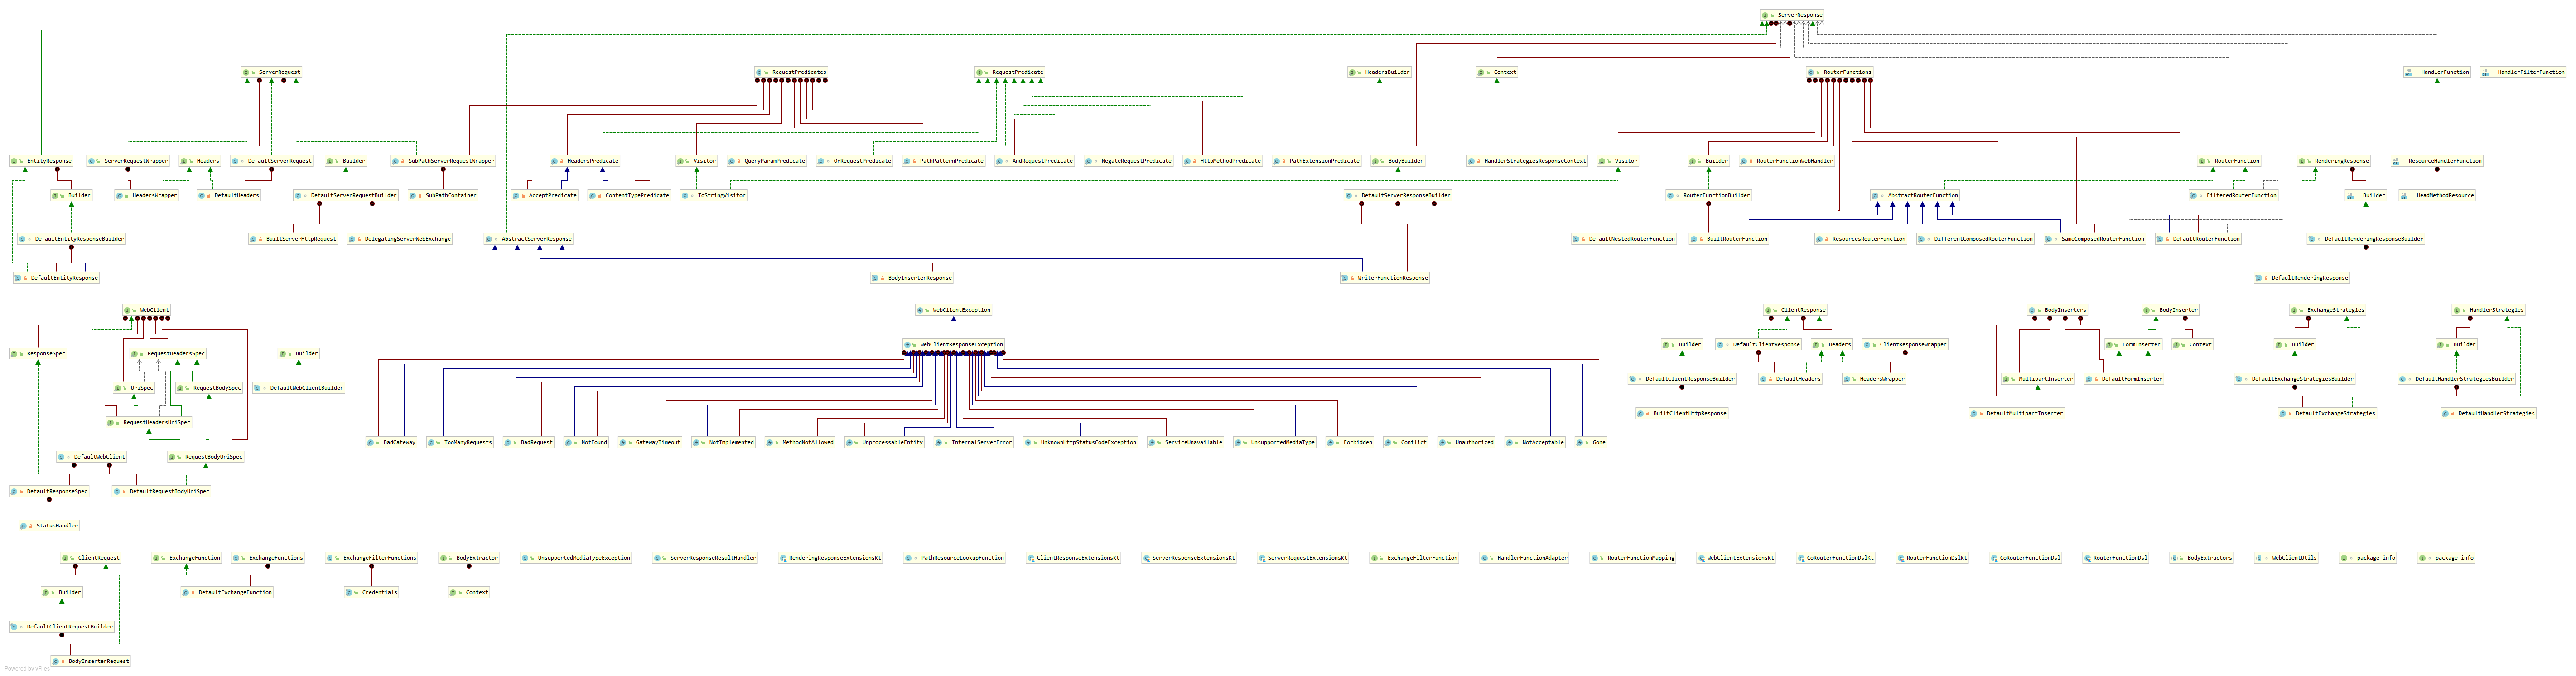 ServerResponse
ServerRequest
RequestPredicates
RequestPredicate
HeadersBuilder
Context
RouterFunctions
HandlerFunction
HandlerFilterFunction
EntityResponse
ServerRequestWrapper
Headers
DefaultServerRequest
Builder
SubPathServerRequestWrapper
HeadersPredicate
Visitor
QueryParamPredicate
OrRequestPredicate
PathPatternPredicate
AndRequestPredicate
NegateRequestPredicate
HttpMethodPredicate
PathExtensionPredicate
BodyBuilder
HandlerStrategiesResponseContext
Visitor
Builder
RouterFunctionWebHandler
RouterFunction
RenderingResponse
ResourceHandlerFunction
Builder
HeadersWrapper
DefaultHeaders
DefaultServerRequestBuilder
SubPathContainer
AcceptPredicate
ContentTypePredicate
ToStringVisitor
DefaultServerResponseBuilder
RouterFunctionBuilder
AbstractRouterFunction
FilteredRouterFunction
Builder
HeadMethodResource
DefaultEntityResponseBuilder
BuiltServerHttpRequest
DelegatingServerWebExchange
AbstractServerResponse
DefaultNestedRouterFunction
BuiltRouterFunction
ResourcesRouterFunction
DifferentComposedRouterFunction
SameComposedRouterFunction
DefaultRouterFunction
DefaultRenderingResponseBuilder
DefaultEntityResponse
BodyInserterResponse
WriterFunctionResponse
DefaultRenderingResponse
WebClient
WebClientException
ClientResponse
BodyInserters
BodyInserter
ExchangeStrategies
HandlerStrategies
ResponseSpec
RequestHeadersSpec
Builder
WebClientResponseException
Builder
DefaultClientResponse
Headers
ClientResponseWrapper
FormInserter
Context
Builder
Builder
UriSpec
RequestBodySpec
DefaultWebClientBuilder
DefaultClientResponseBuilder
DefaultHeaders
HeadersWrapper
MultipartInserter
DefaultFormInserter
DefaultExchangeStrategiesBuilder
DefaultHandlerStrategiesBuilder
RequestHeadersUriSpec
BuiltClientHttpResponse
DefaultMultipartInserter
DefaultExchangeStrategies
DefaultHandlerStrategies
BadGateway
TooManyRequests
BadRequest
NotFound
GatewayTimeout
NotImplemented
MethodNotAllowed
UnprocessableEntity
InternalServerError
UnknownHttpStatusCodeException
ServiceUnavailable
UnsupportedMediaType
Forbidden
Conflict
Unauthorized
NotAcceptable
Gone
DefaultWebClient
RequestBodyUriSpec
DefaultResponseSpec
DefaultRequestBodyUriSpec
StatusHandler
ClientRequest
ExchangeFunction
ExchangeFunctions
ExchangeFilterFunctions
BodyExtractor
UnsupportedMediaTypeException
ServerResponseResultHandler
RenderingResponseExtensionsKt
PathResourceLookupFunction
ClientResponseExtensionsKt
ServerResponseExtensionsKt
ServerRequestExtensionsKt
ExchangeFilterFunction
HandlerFunctionAdapter
RouterFunctionMapping
WebClientExtensionsKt
CoRouterFunctionDslKt
RouterFunctionDslKt
CoRouterFunctionDsl
RouterFunctionDsl
BodyExtractors
WebClientUtils
package-info
package-info
Builder
DefaultExchangeFunction
Credentials
Context
DefaultClientRequestBuilder
BodyInserterRequest
Powered by yFiles